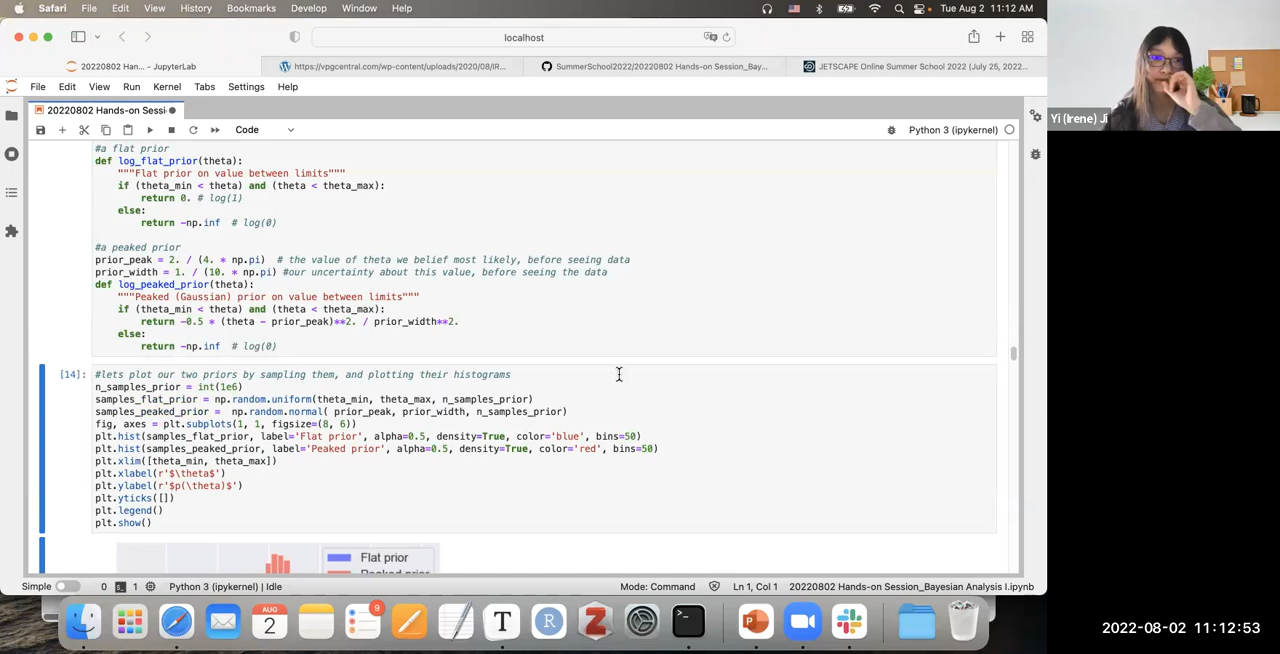 Safari File Edit View History Bookmarks Develop Window Help Tue Aug 2 11:12 AM
localhost
20220802 Han... - JupyterLab https://vpgcentral.com/wp-content/uploads/2020/08/IR... SummerSchool2022/20220802 Hands-on Session_Bay... JETSCAPE Online Summer School 2022 (July 25, 2022...
File Edit View Run Kernel Tabs Settings Help
20220802 Hands-on Sessi
Code Python 3 (ipykernel)
Yi (Irene) Ji
#a flat prior
def log_flat_prior(theta):
"""Flat prior on value between limits"""
if (theta_min < theta) and (theta < theta_max):
return 0. # log(1)
else:
return -np.inf # log(0)
#a peaked prior
prior_peak = 2. / (4. * np.pi) # the value of theta we belief most likely, before seeing data
prior_width = 1. / (10. * np.pi) #our uncertainty about this value, before seeing the data
def log_peaked_prior(theta):
"""Peaked (Gaussian) prior on value between limits"""
if (theta_min < theta) and (theta < theta_max):
return -0.5 * (theta - prior_peak)**2. / prior_width**2.
else:
return -np.inf # log(0)
[14]: #lets plot our two priors by sampling them, and plotting their histograms
n_samples_prior = int(1e6)
samples_flat_prior = np.random.uniform(theta_min, theta_max, n_samples_prior)
samples_peaked_prior = np.random.normal( prior_peak, prior_width, n_samples_prior)
fig, axes = plt.subplots(1, 1, figsize=(8, 6))
plt.hist(samples_flat_prior, label='Flat prior', alpha=0.5, density=True, color='blue', bins=50)
plt.hist(samples_peaked_prior, label='Peaked prior', alpha=0.5, density=True, color='red', bins=50)
plt.xlim([theta_min, theta_max])
plt.xlabel(r'$\theta$')
plt.ylabel(r'$p(\theta)$')
plt.yticks([])
plt.legend()
plt.show()
Flat prior
Peaked prior
Simple 0 1 Python 3 (ipykernel) | Idle Mode: Command Ln 1, Col 1 20220802 Hands-on Session_Bayesian Analysis I.ipynb
AUG
2
9
2022-08-02 11:12:53